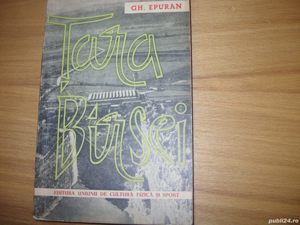 GH. EPURAN
Țara
Bîrsei
EDITURA UNIUNII DE CULTURĂ FIZICĂ ȘI SPORT
publi24.ro